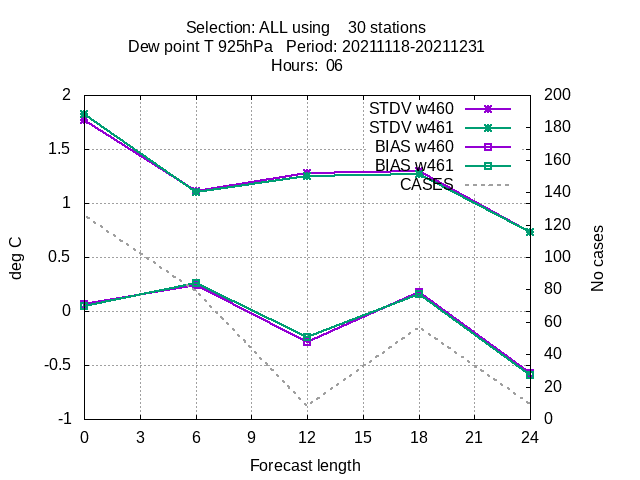 Selection: ALL using    30 stations
Dew point T 925hPa   Period: 20211118-20211231
Hours:  06
2
1.5
1
0.5
0
-0.5
-1
200
180
160
140
120
100
80
60
40
20
0
STDV w460
STDV w461
BIAS w460
BIAS w461
CASES
deg C
No cases
0 3 6 9 12 15 18 21 24
Forecast length